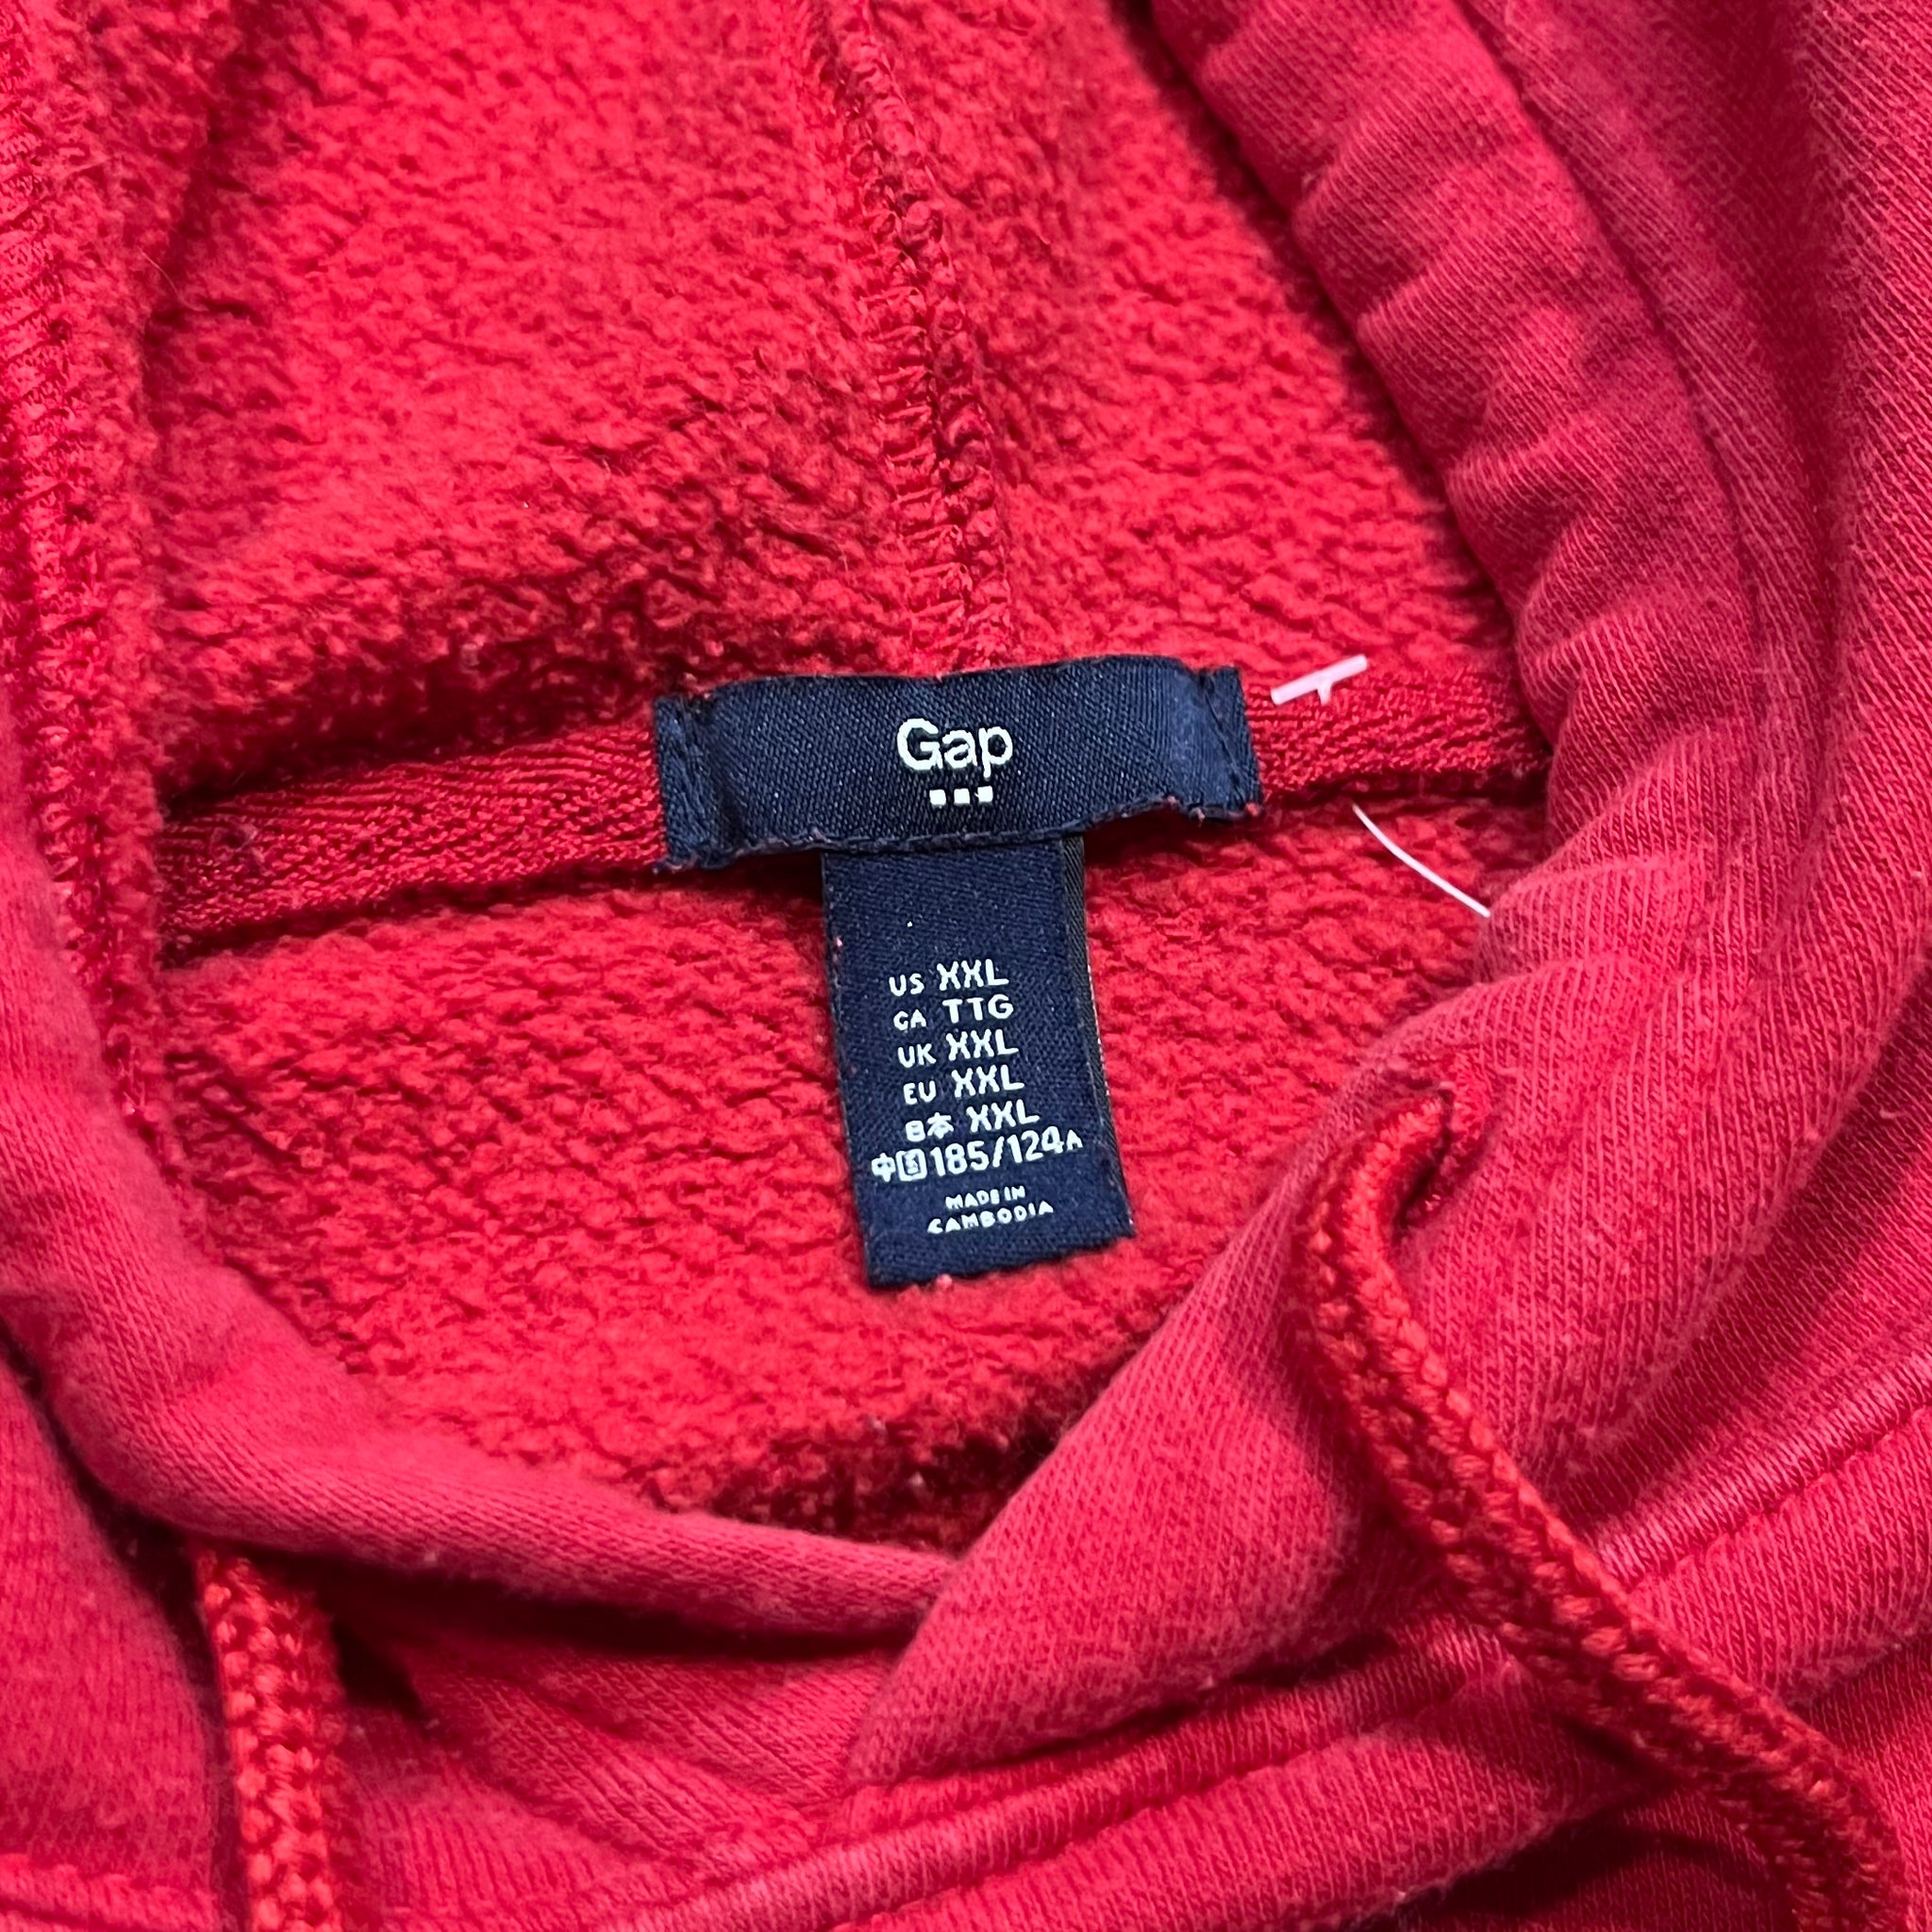 Gap
US XXL
CA TTG
UK XXL
EU XXL
日本 XXL
中国 185/124A
MADE IN
CAMBODIA